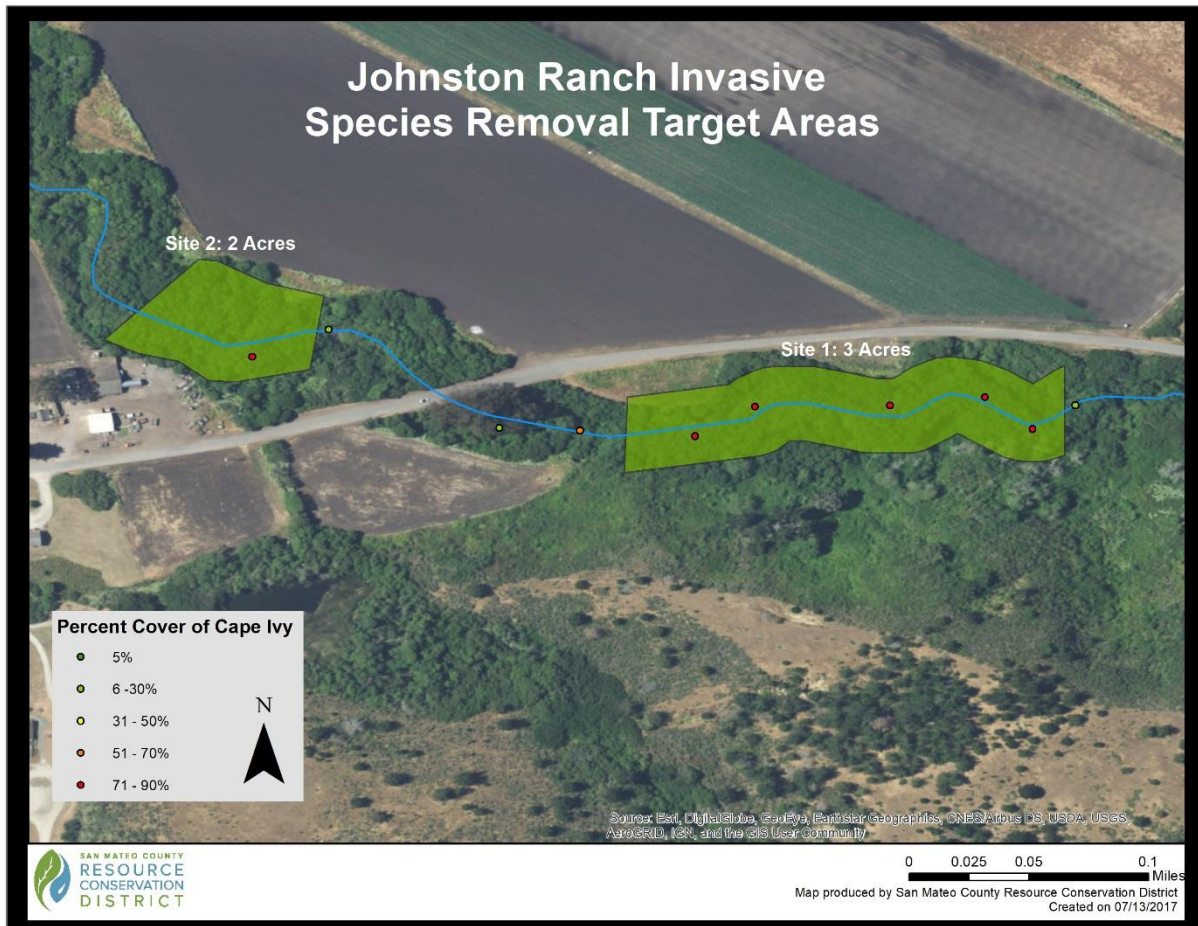 Johnston Ranch Invasive
Species Removal Target Areas
Site 2: 2 Acres
Site 1: 3 Acres
Percent Cover of Cape Ivy
5%
6 -30%
31 - 50%
51 - 70%
71 - 90%
N
Source: Esri, DigitalGlobe, GeoEye, Earthstar Geographics, CNES/Airbus DS, USDA, USGS,
AeroGRID, IGN, and the GIS User Community
SAN MATEO COUNTY
RESOURCE
CONSERVATION
DISTRICT
0 0.025 0.05 0.1
Miles
Map produced by San Mateo County Resource Conservation District
Created on 07/13/2017